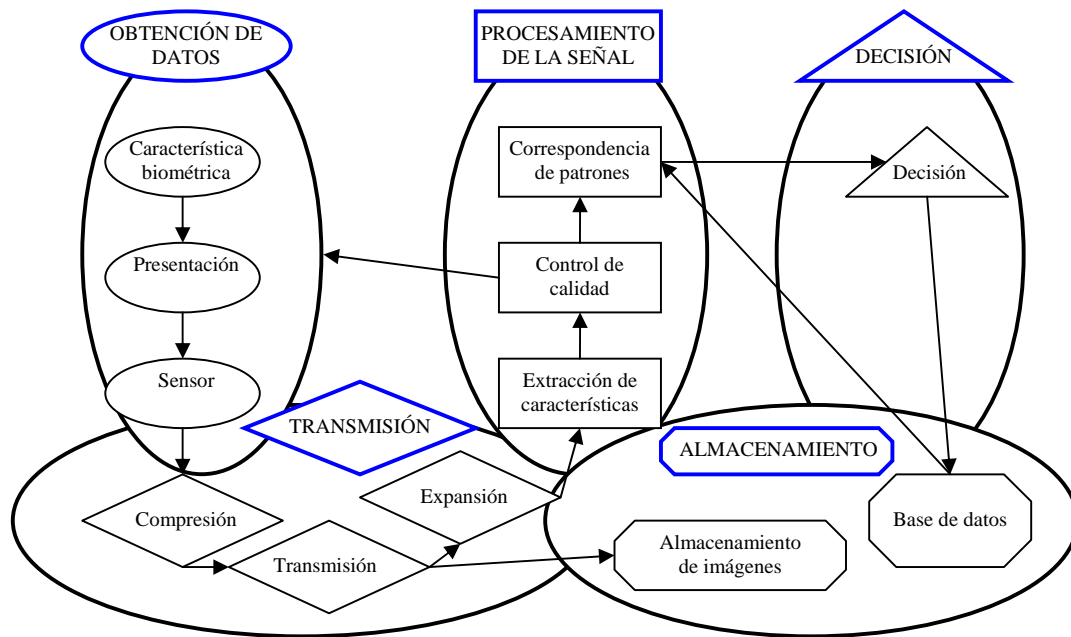 OBTENCIÓN DE
DATOS
PROCESAMIENTO
DE LA SEÑAL
DECISIÓN
Característica
biométrica
Correspondencia
de patrones
Decisión
Presentación
Control de
calidad
Sensor
Extracción de
características
TRANSMISIÓN
ALMACENAMIENTO
Compresión
Expansión
Base de datos
Transmisión
Almacenamiento
de imágenes